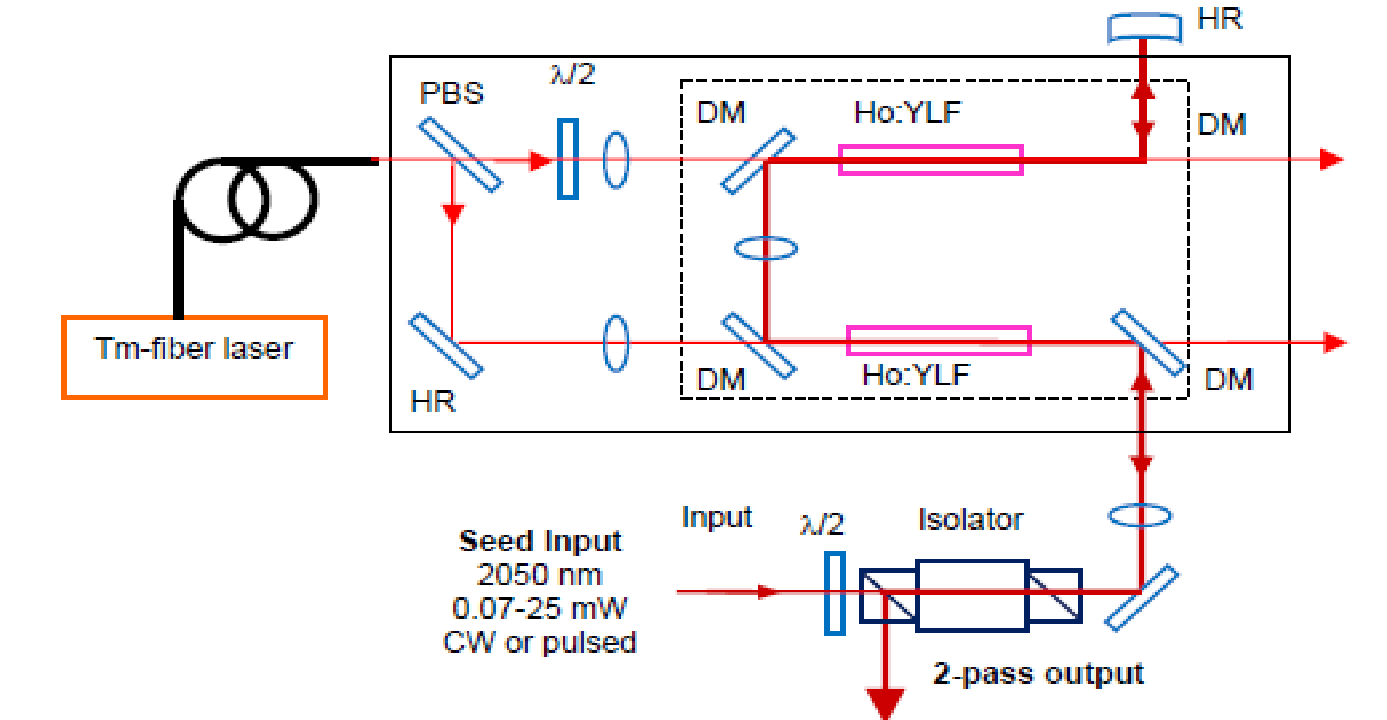 HR
λ/2
PBS
DM
Ho:YLF
DM
Tm-fiber laser
HR
DM
Ho:YLF
DM
Input
λ/2
Isolator
Seed Input
2050 nm
0.07-25 mW
CW or pulsed
2-pass output